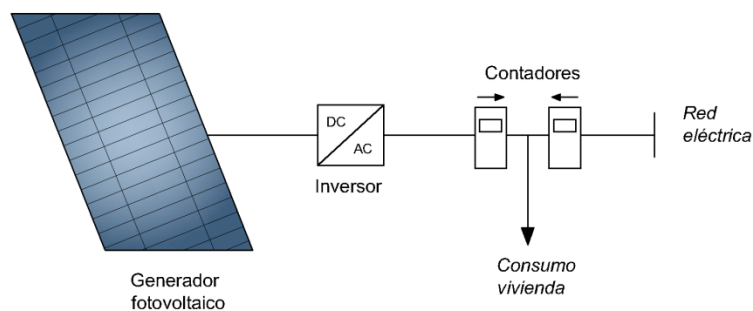 Contadores
DC
AC
Red
eléctrica
Inversor
Generador
fotovoltaico
Consumo
vivienda